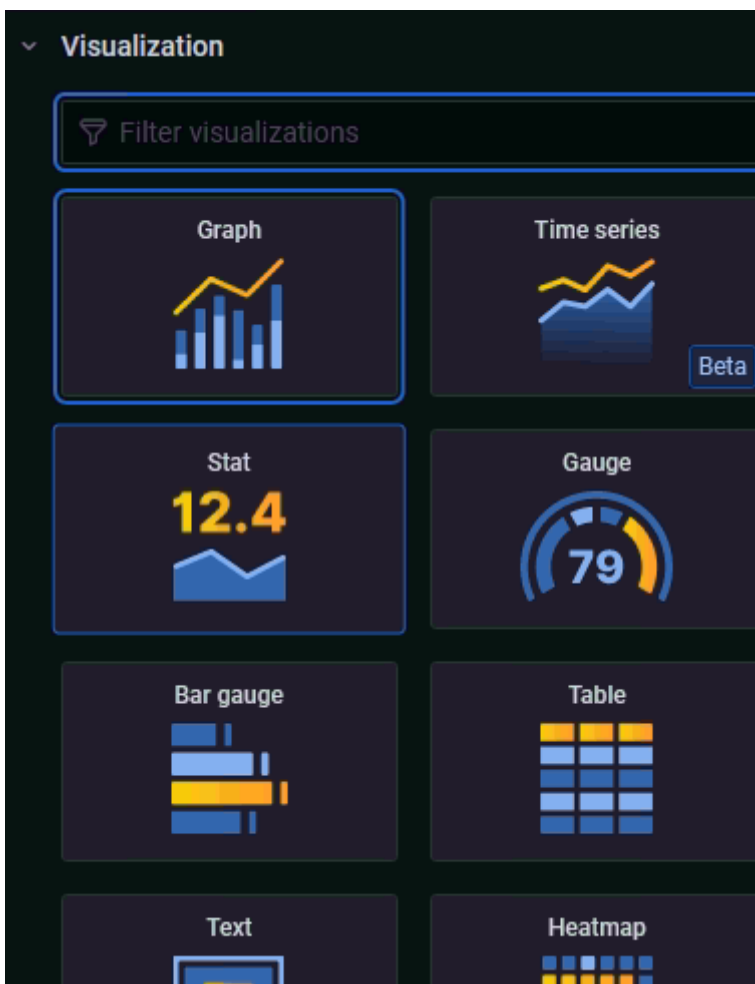 Visualization
Filter visualizations
Graph
Time series
Beta
Stat
12.4
Gauge
79
Bar gauge
Table
Text
Heatmap